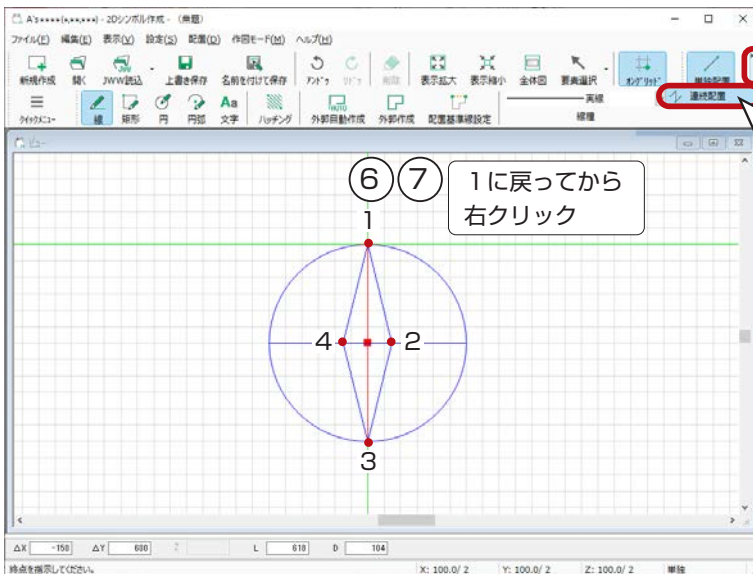 A's****(*,**,**) - 2Dシンボル作成 - （無題）
ファイル(F) 編集(E) 表示(V) 設定(S) 配置(D) 作図モード(M) ヘルプ(H)
新規作成 開く JWW読込 上書き保存 名前を付けて保存 アンドゥ リドゥ 削除 表示拡大 表示縮小 全体図 要素選択 オングリッド 単独配置
クイックメニュー 線 矩形 円 円弧 文字 ハッチング 外郭自動作成 外郭作成 配置基準線設定 実線 連続配置
線種
ビュー
⑥⑦ 1に戻ってから
右クリック
1
4 2
3
ΔX -150 ΔY 600 L 618 D 104
終点を指示してください。 X: 100.0/ 2 Y: 100.0/ 2 Z: 100.0/ 2 単独